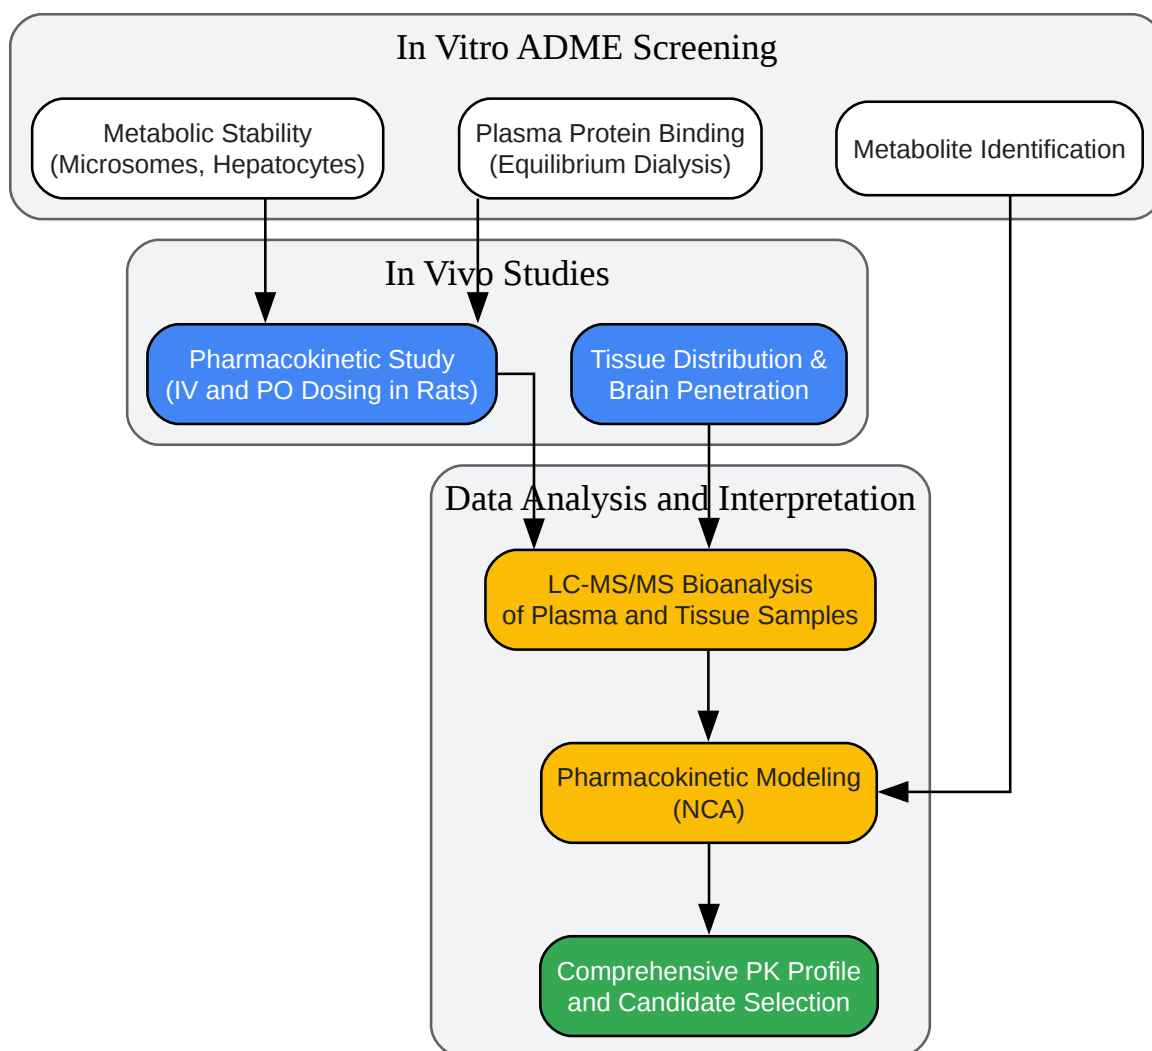 In Vitro ADME Screening
Metabolic Stability
(Microsomes, Hepatocytes)
Plasma Protein Binding
(Equilibrium Dialysis)
Metabolite Identification
In Vivo Studies
Pharmacokinetic Study
(IV and PO Dosing in Rats)
Tissue Distribution &
Brain Penetration
Data Analysis and Interpretation
LC-MS/MS Bioanalysis
of Plasma and Tissue Samples
Pharmacokinetic Modeling
(NCA)
Comprehensive PK Profile
and Candidate Selection